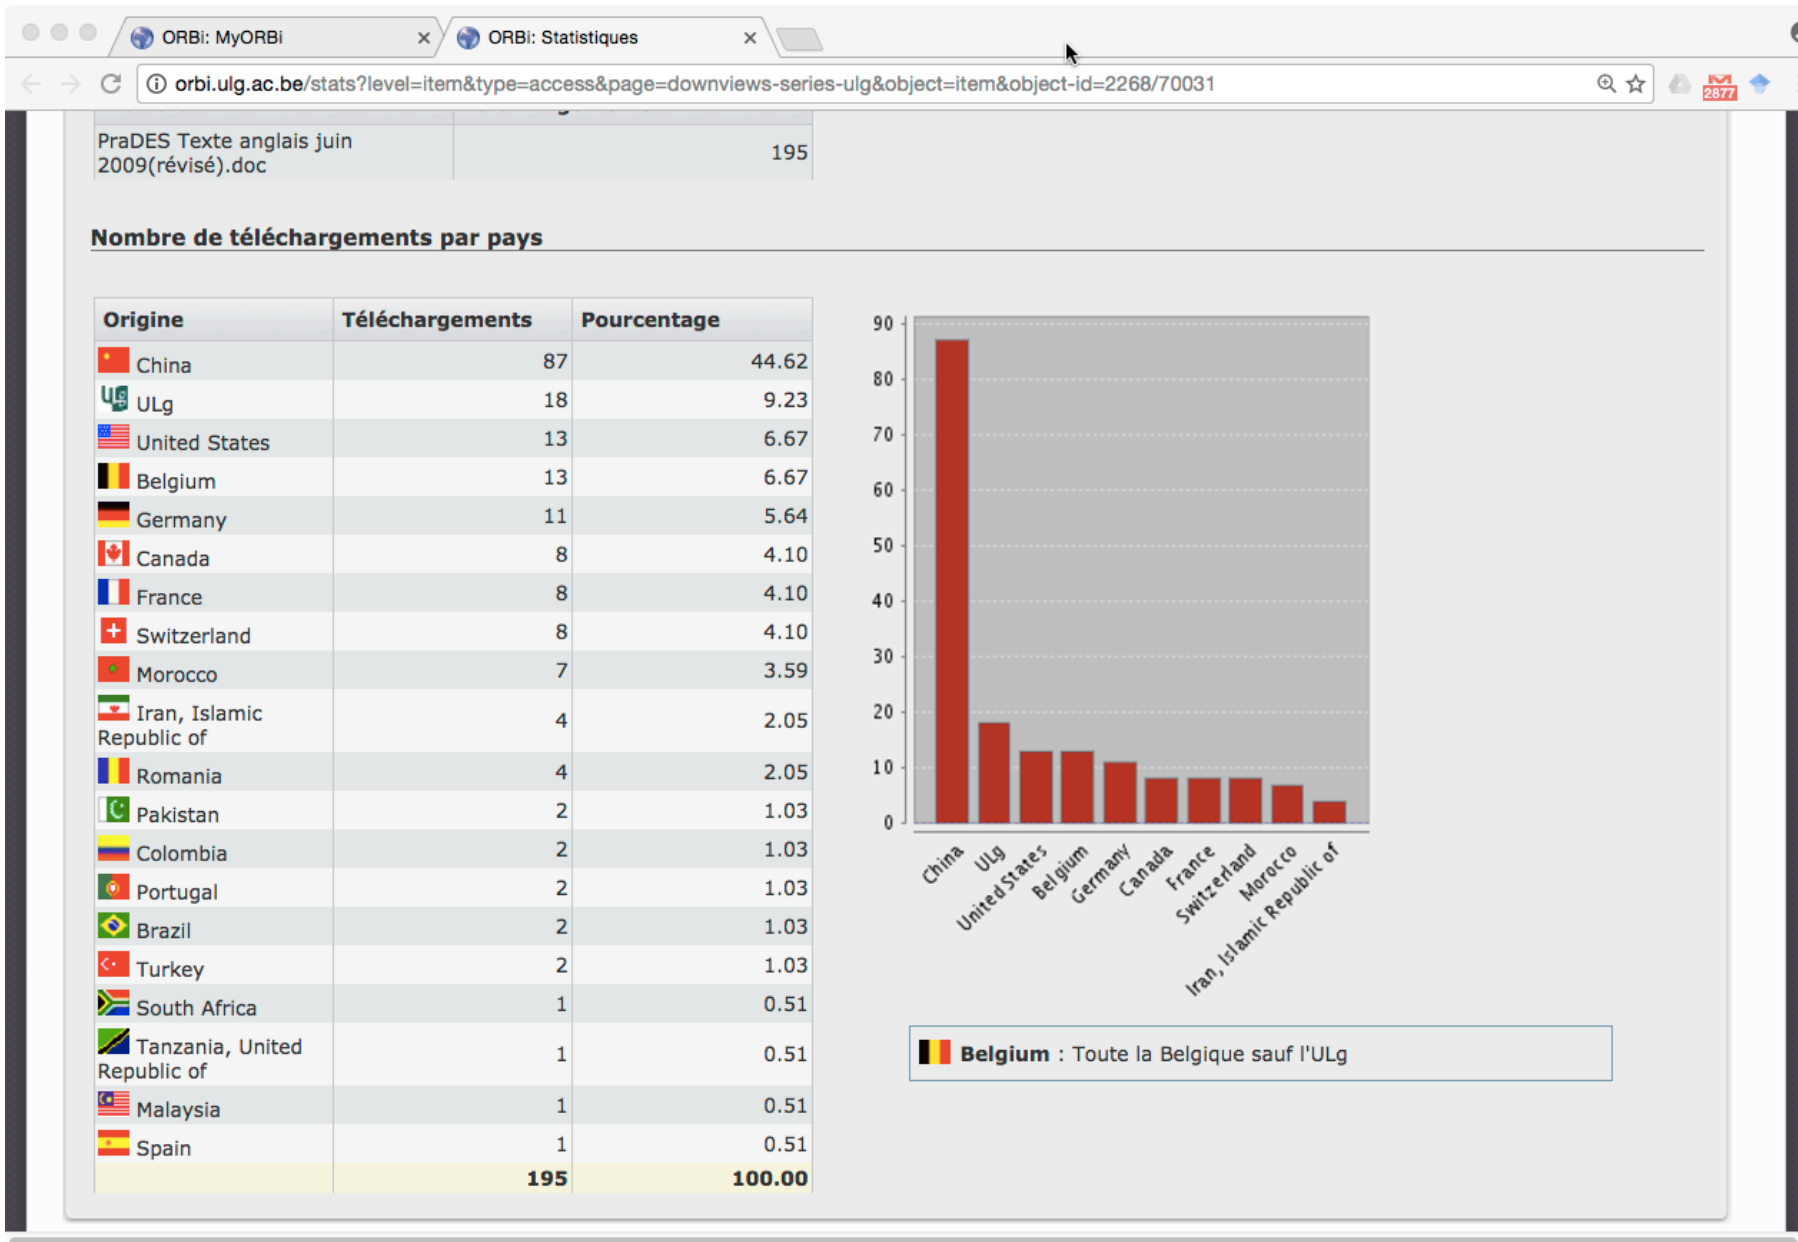 ORBi: MyORBi
ORBi: Statistiques
orbi.ulg.ac.be/stats?level=item&type=access&page=downviews-series-ulg&object=item&object-id=2268/70031
2877
PraDES Texte anglais juin 2009(révisé).doc 195
Nombre de téléchargements par pays
Origine Téléchargements Pourcentage
China 87 44.62
ULg 18 9.23
United States 13 6.67
Belgium 13 6.67
Germany 11 5.64
Canada 8 4.10
France 8 4.10
Switzerland 8 4.10
Morocco 7 3.59
Iran, Islamic Republic of 4 2.05
Romania 4 2.05
Pakistan 2 1.03
Colombia 2 1.03
Portugal 2 1.03
Brazil 2 1.03
Turkey 2 1.03
South Africa 1 0.51
Tanzania, United Republic of 1 0.51
Malaysia 1 0.51
Spain 1 0.51
195 100.00
90
80
70
60
50
40
30
20
10
0
China
ULg
United States
Belgium
Germany
Canada
France
Switzerland
Morocco
Iran, Islamic Republic of
Belgium : Toute la Belgique sauf l'ULg